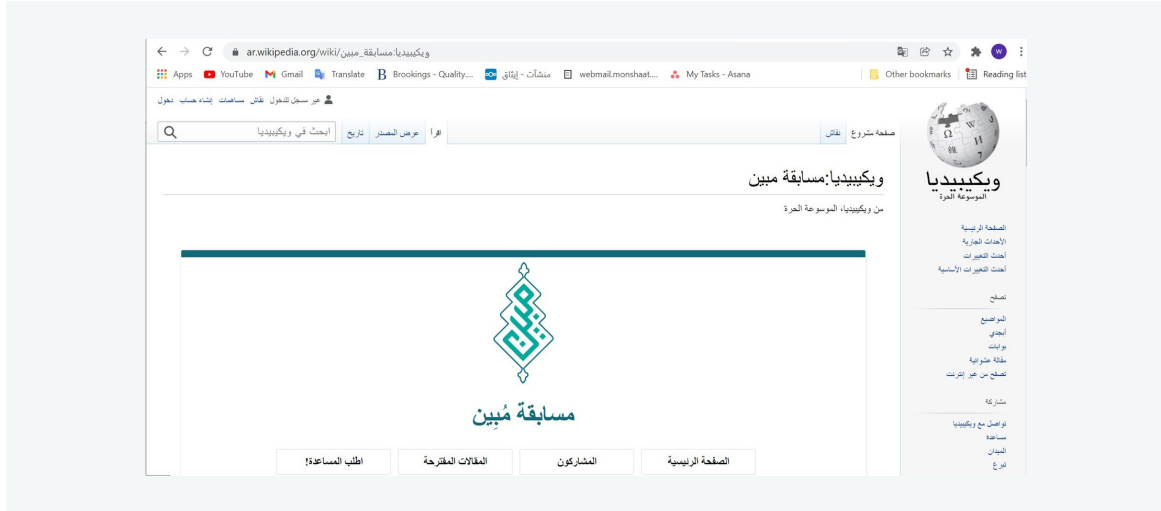 ar.wikipedia.org/wiki/ويكيبيديا:مسابقة_مبين
Apps YouTube Gmail Translate Brookings - Quality.... منشآت - إيثاق webmail.monshaat.... My Tasks - Asana Other bookmarks Reading list
غير مسجل للدخول نقاش مساهمات إنشاء حساب دخول
صفحة مشروع نقاش اقرأ عرض المصدر تاريخ ابحث في ويكيبيديا
ويكيبيديا
الموسوعة الحرة
ويكيبيديا:مسابقة مبين
من ويكيبيديا، الموسوعة الحرة
الصفحة الرئيسية
الأحداث الجارية
أحدث التغييرات
أحدث التغييرات الأساسية
تصفح
المواضيع
أبجدي
بوابات
مقالة عشوائية
تصفح من غير إنترنت
مشاركة
تواصل مع ويكيبيديا
مساعدة
الميدان
تبرع
مبين
مسابقة مُبِين
الصفحة الرئيسية المشاركون المقالات المقترحة اطلب المساعدة!